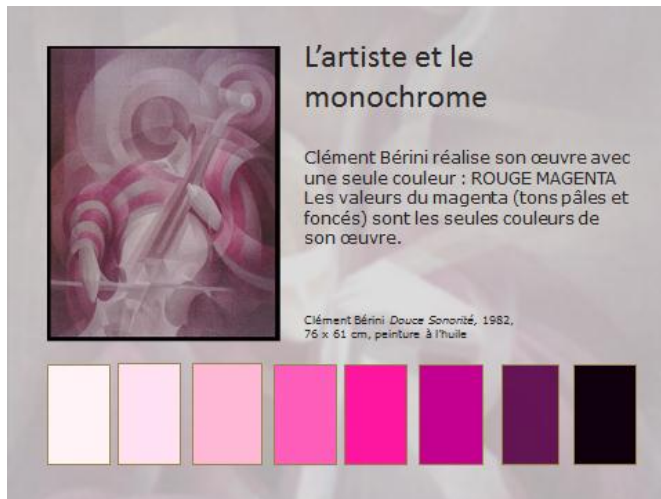 L'artiste et le
monochrome
Clément Bérini réalise son œuvre avec
une seule couleur : ROUGE MAGENTA
Les valeurs du magenta (tons pâles et
foncés) sont les seules couleurs de
son œuvre.
Clément Bérini Douce Sonorité, 1982,
76 x 61 cm, peinture à l'huile